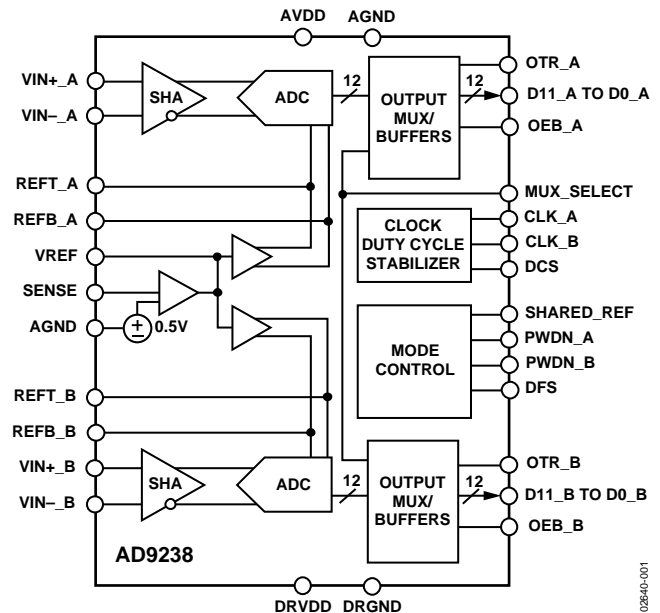 AVDD AGND
VIN+_A
VIN–_A
SHA
ADC
12
OUTPUT
MUX/
BUFFERS
12
OTR_A
D11_A TO D0_A
OEB_A
REFT_A
REFB_A
VREF
SENSE
AGND
0.5V
MUX_SELECT
CLOCK
DUTY CYCLE
STABILIZER
CLK_A
CLK_B
DCS
MODE
CONTROL
SHARED_REF
PWDN_A
PWDN_B
DFS
REFT_B
REFB_B
VIN+_B
VIN–_B
SHA
ADC
12
OUTPUT
MUX/
BUFFERS
12
OTR_B
D11_B TO D0_B
OEB_B
AD9238
DRVDD DRGND
02640-001